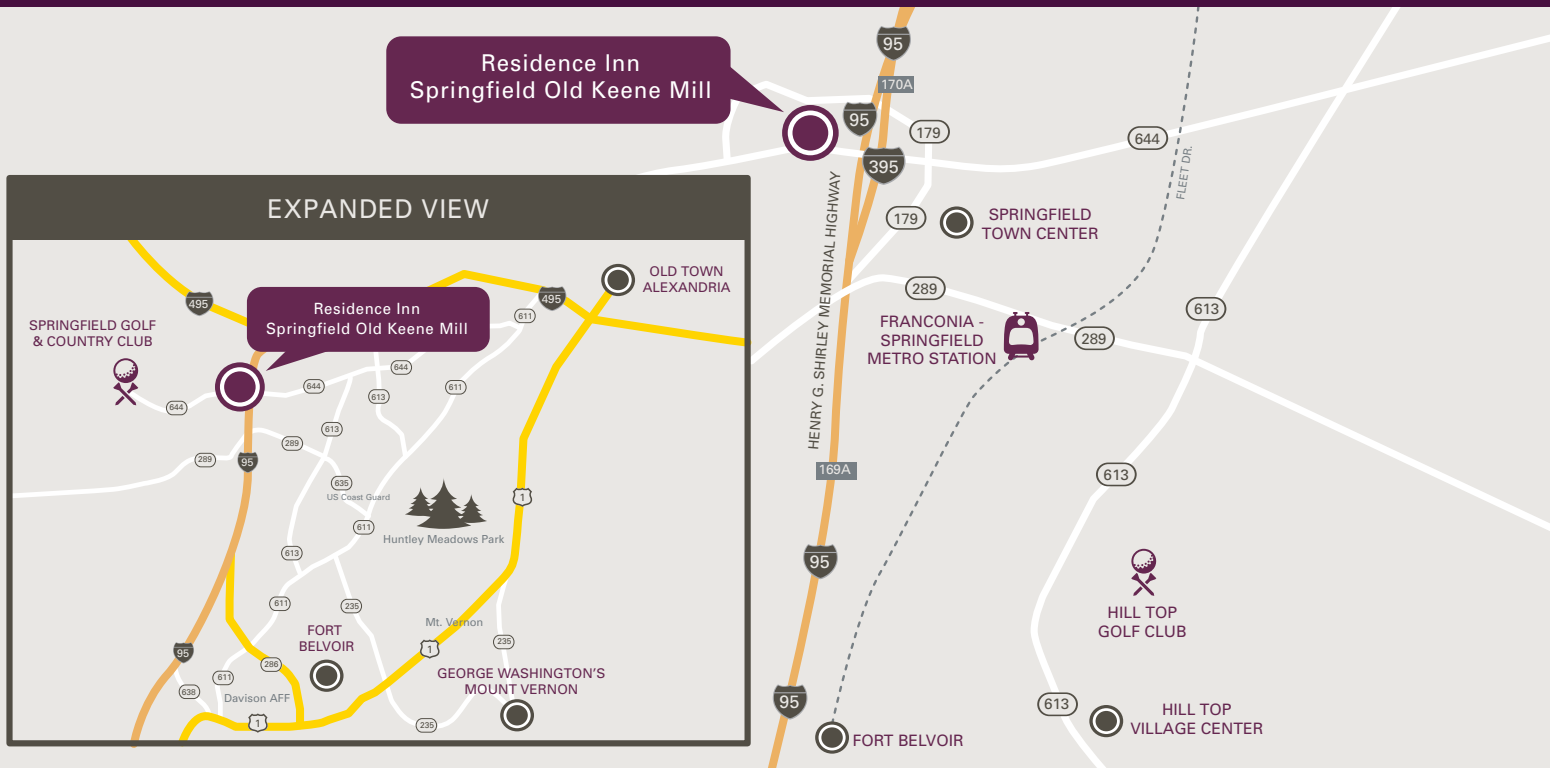 Residence Inn
Springfield Old Keene Mill
95
170A
95
179
395
644
FLEET DR.
179
SPRINGFIELD
TOWN CENTER
HENRY G. SHIRLEY MEMORIAL HIGHWAY
289
FRANCONIA -
SPRINGFIELD
METRO STATION
289
613
169A
613
95
HILL TOP
GOLF CLUB
95
613
HILL TOP
VILLAGE CENTER
FORT BELVOIR
EXPANDED VIEW
OLD TOWN
ALEXANDRIA
495
495
Residence Inn
Springfield Old Keene Mill
611
SPRINGFIELD GOLF
& COUNTRY CLUB
644
644
644
613
611
613
289
289
95
635
US Coast Guard
1
611
Huntley Meadows Park
613
611
235
Mt. Vernon
FORT
BELVOIR
1
235
95
286
611
GEORGE WASHINGTON'S
MOUNT VERNON
638
Davison AFF
1
235